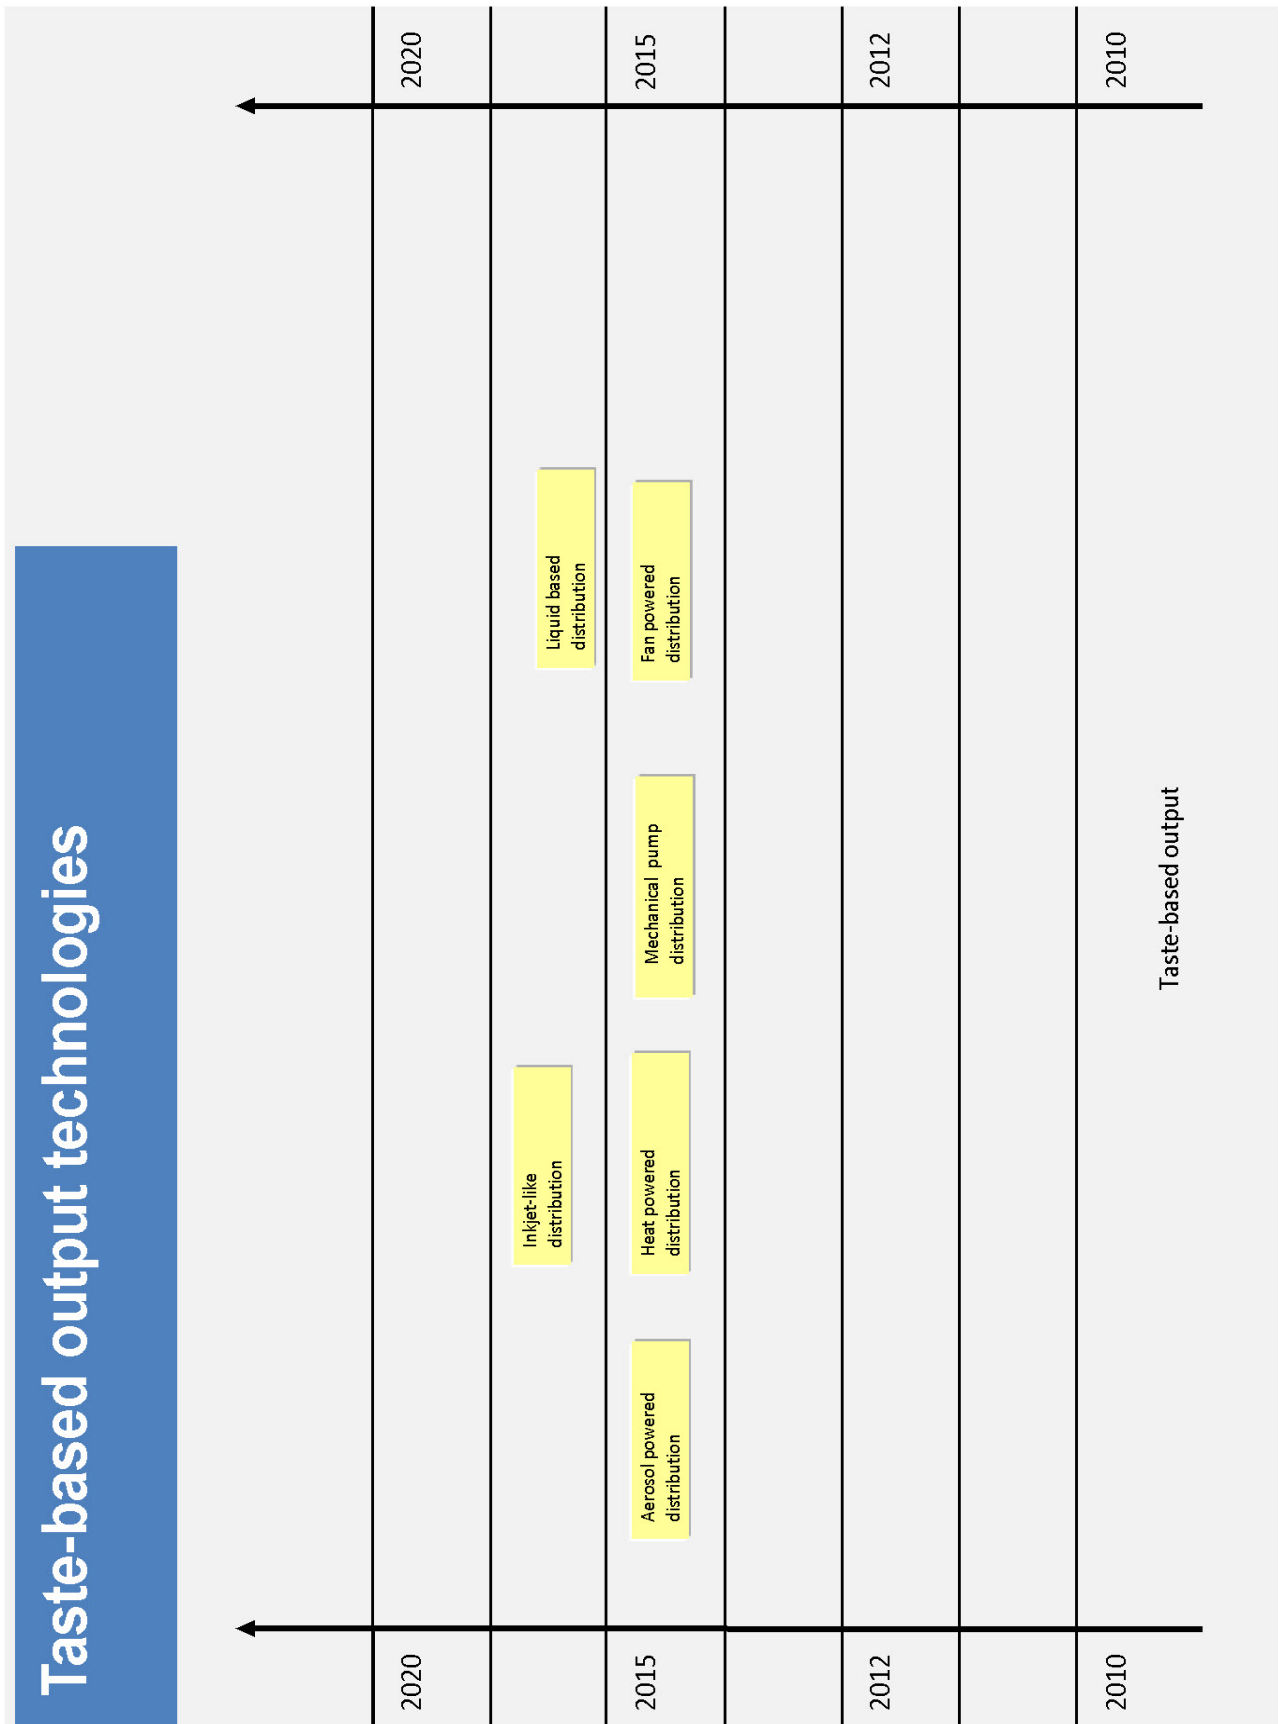 Taste-based output technologies
2020
2020
Inkjet-like
distribution
Liquid based
distribution
2015
Aerosol powered
distribution
Heat powered
distribution
Mechanical pump
distribution
Fan powered
distribution
2015
2012
2012
2010
2010
Taste-based output